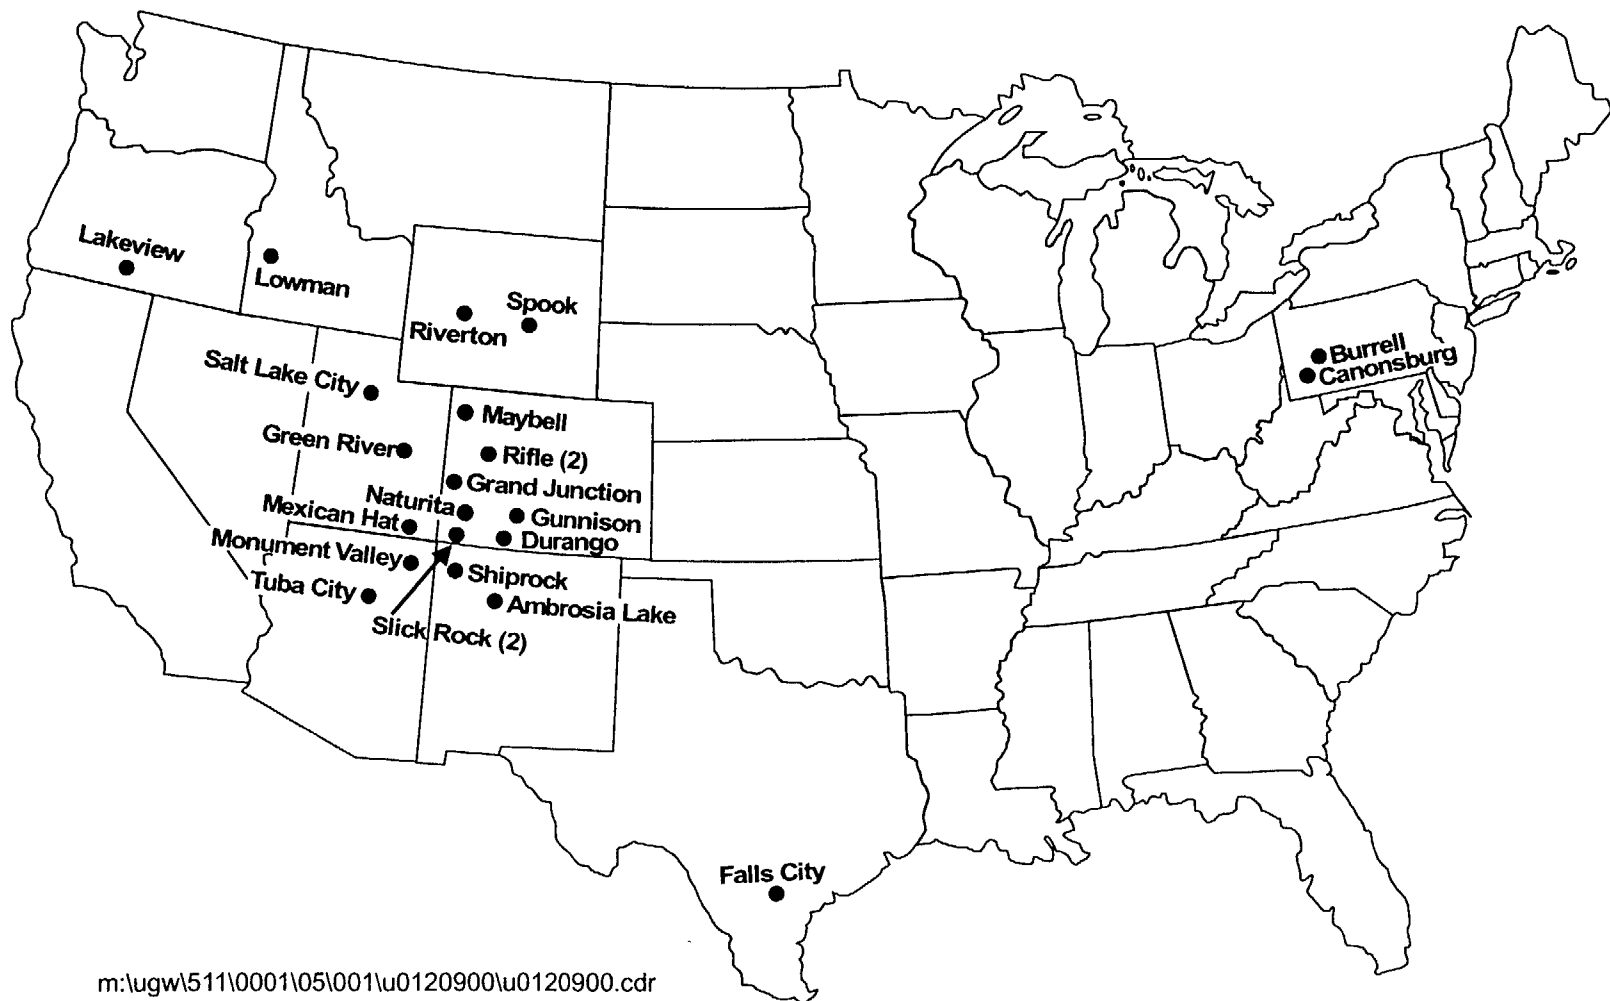 Lakeview
Lowman
Spook
Riverton
Salt Lake City
Burrell
Canonsburg
Maybell
Green River
Rifle (2)
Grand Junction
Naturita
Mexican Hat
Gunnison
Monument Valley
Durango
Tuba City
Shiprock
Ambrosia Lake
Slick Rock (2)
Falls City
m:\ugw\511\0001\05\001\u0120900\u0120900.cdr